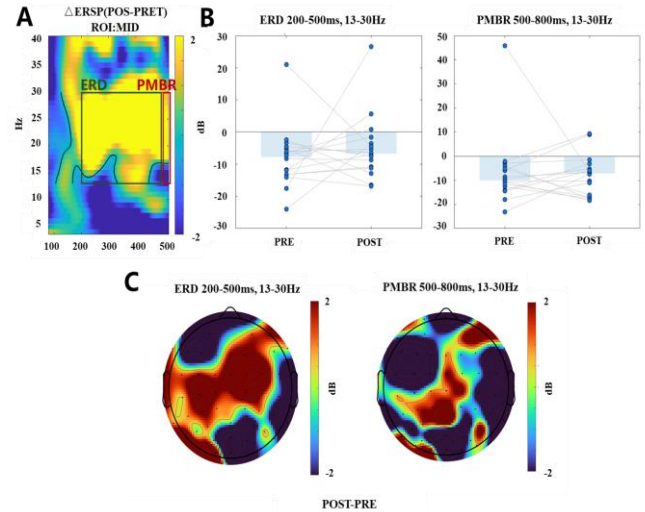 A
△ERSP(POS-PRET)
ROI:MID
40
35
30
25
20
15
10
5
Hz
ERD
PMBR
100
200
300
400
500
2
-2
B
ERD 200-500ms, 13-30Hz
30
20
10
0
-10
-20
-30
dB
PRE
POST
PMBR 500-800ms, 13-30Hz
50
40
30
20
10
0
-10
-20
-30
PRE
POST
C
ERD 200-500ms, 13-30Hz
2
dB
-2
PMBR 500-800ms, 13-30Hz
2
dB
-2
POST-PRE